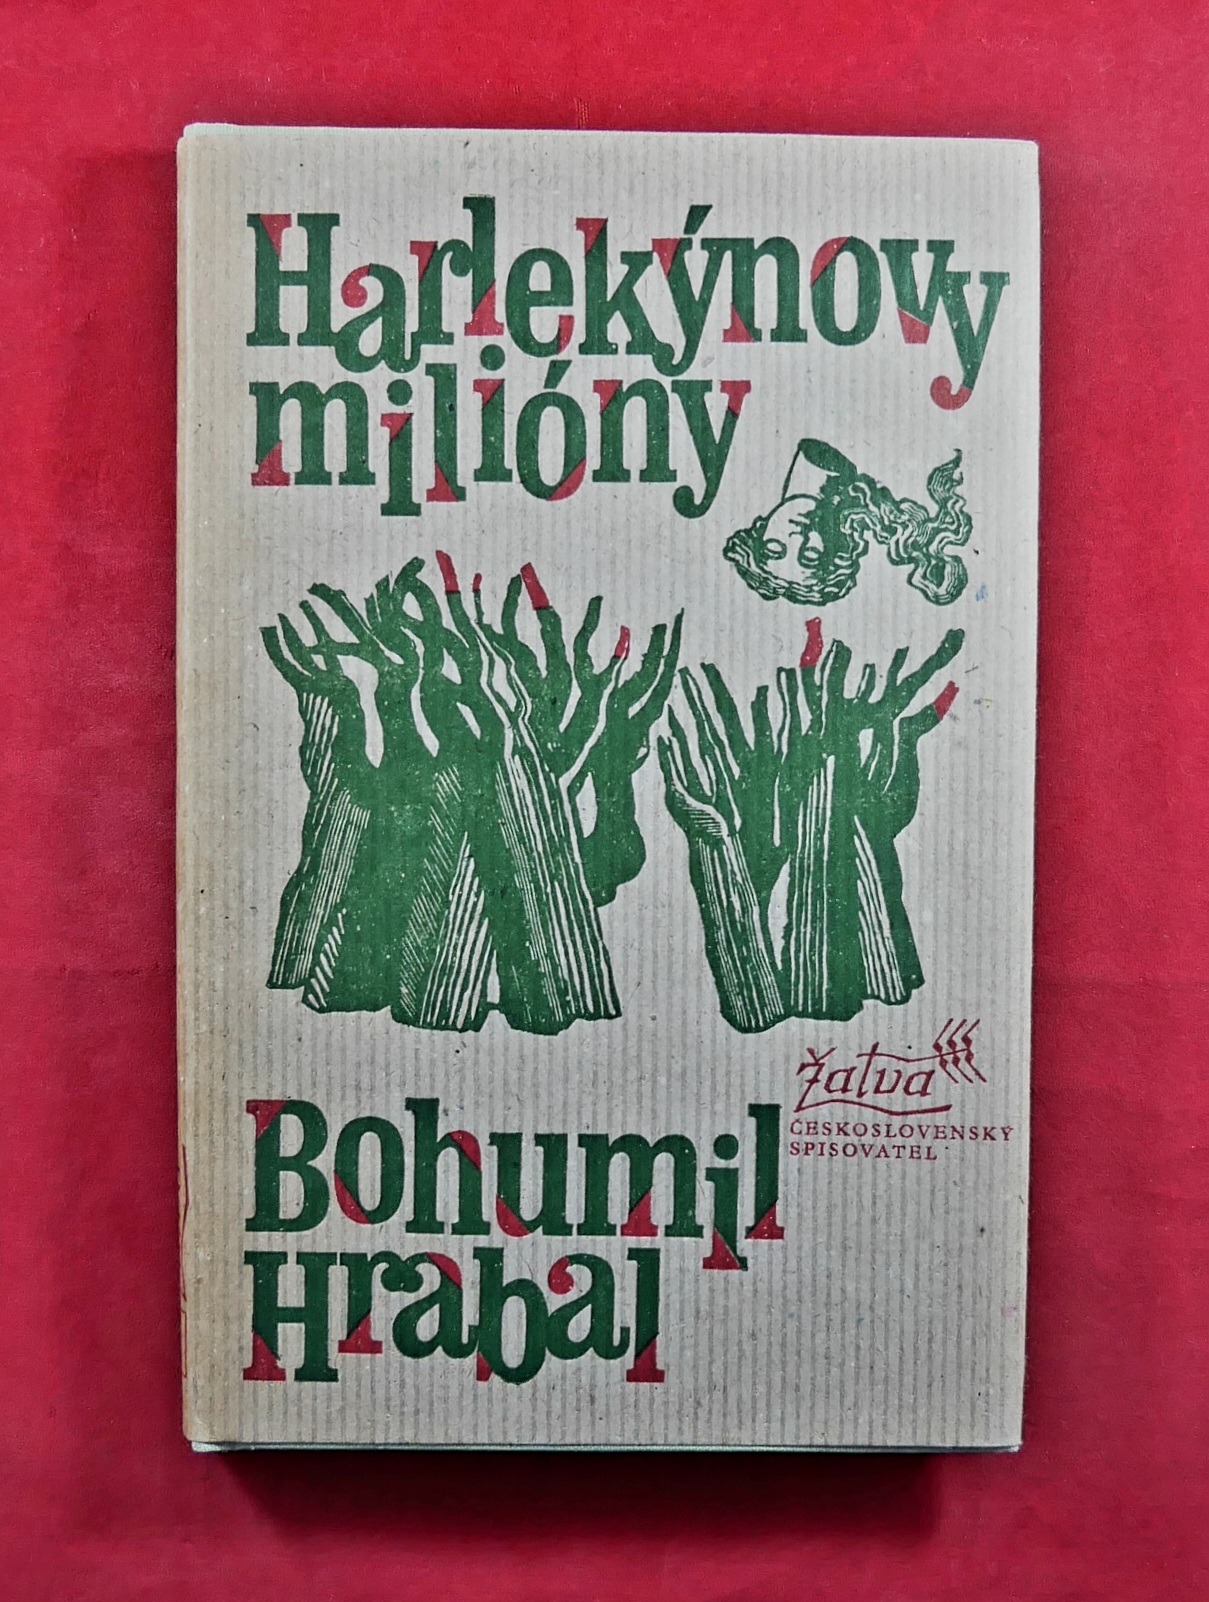 Harlekýnovy
milióny
Žatva
ČESKOSLOVENSKÝ
SPISOVATEL
Bohumil
Hrabal